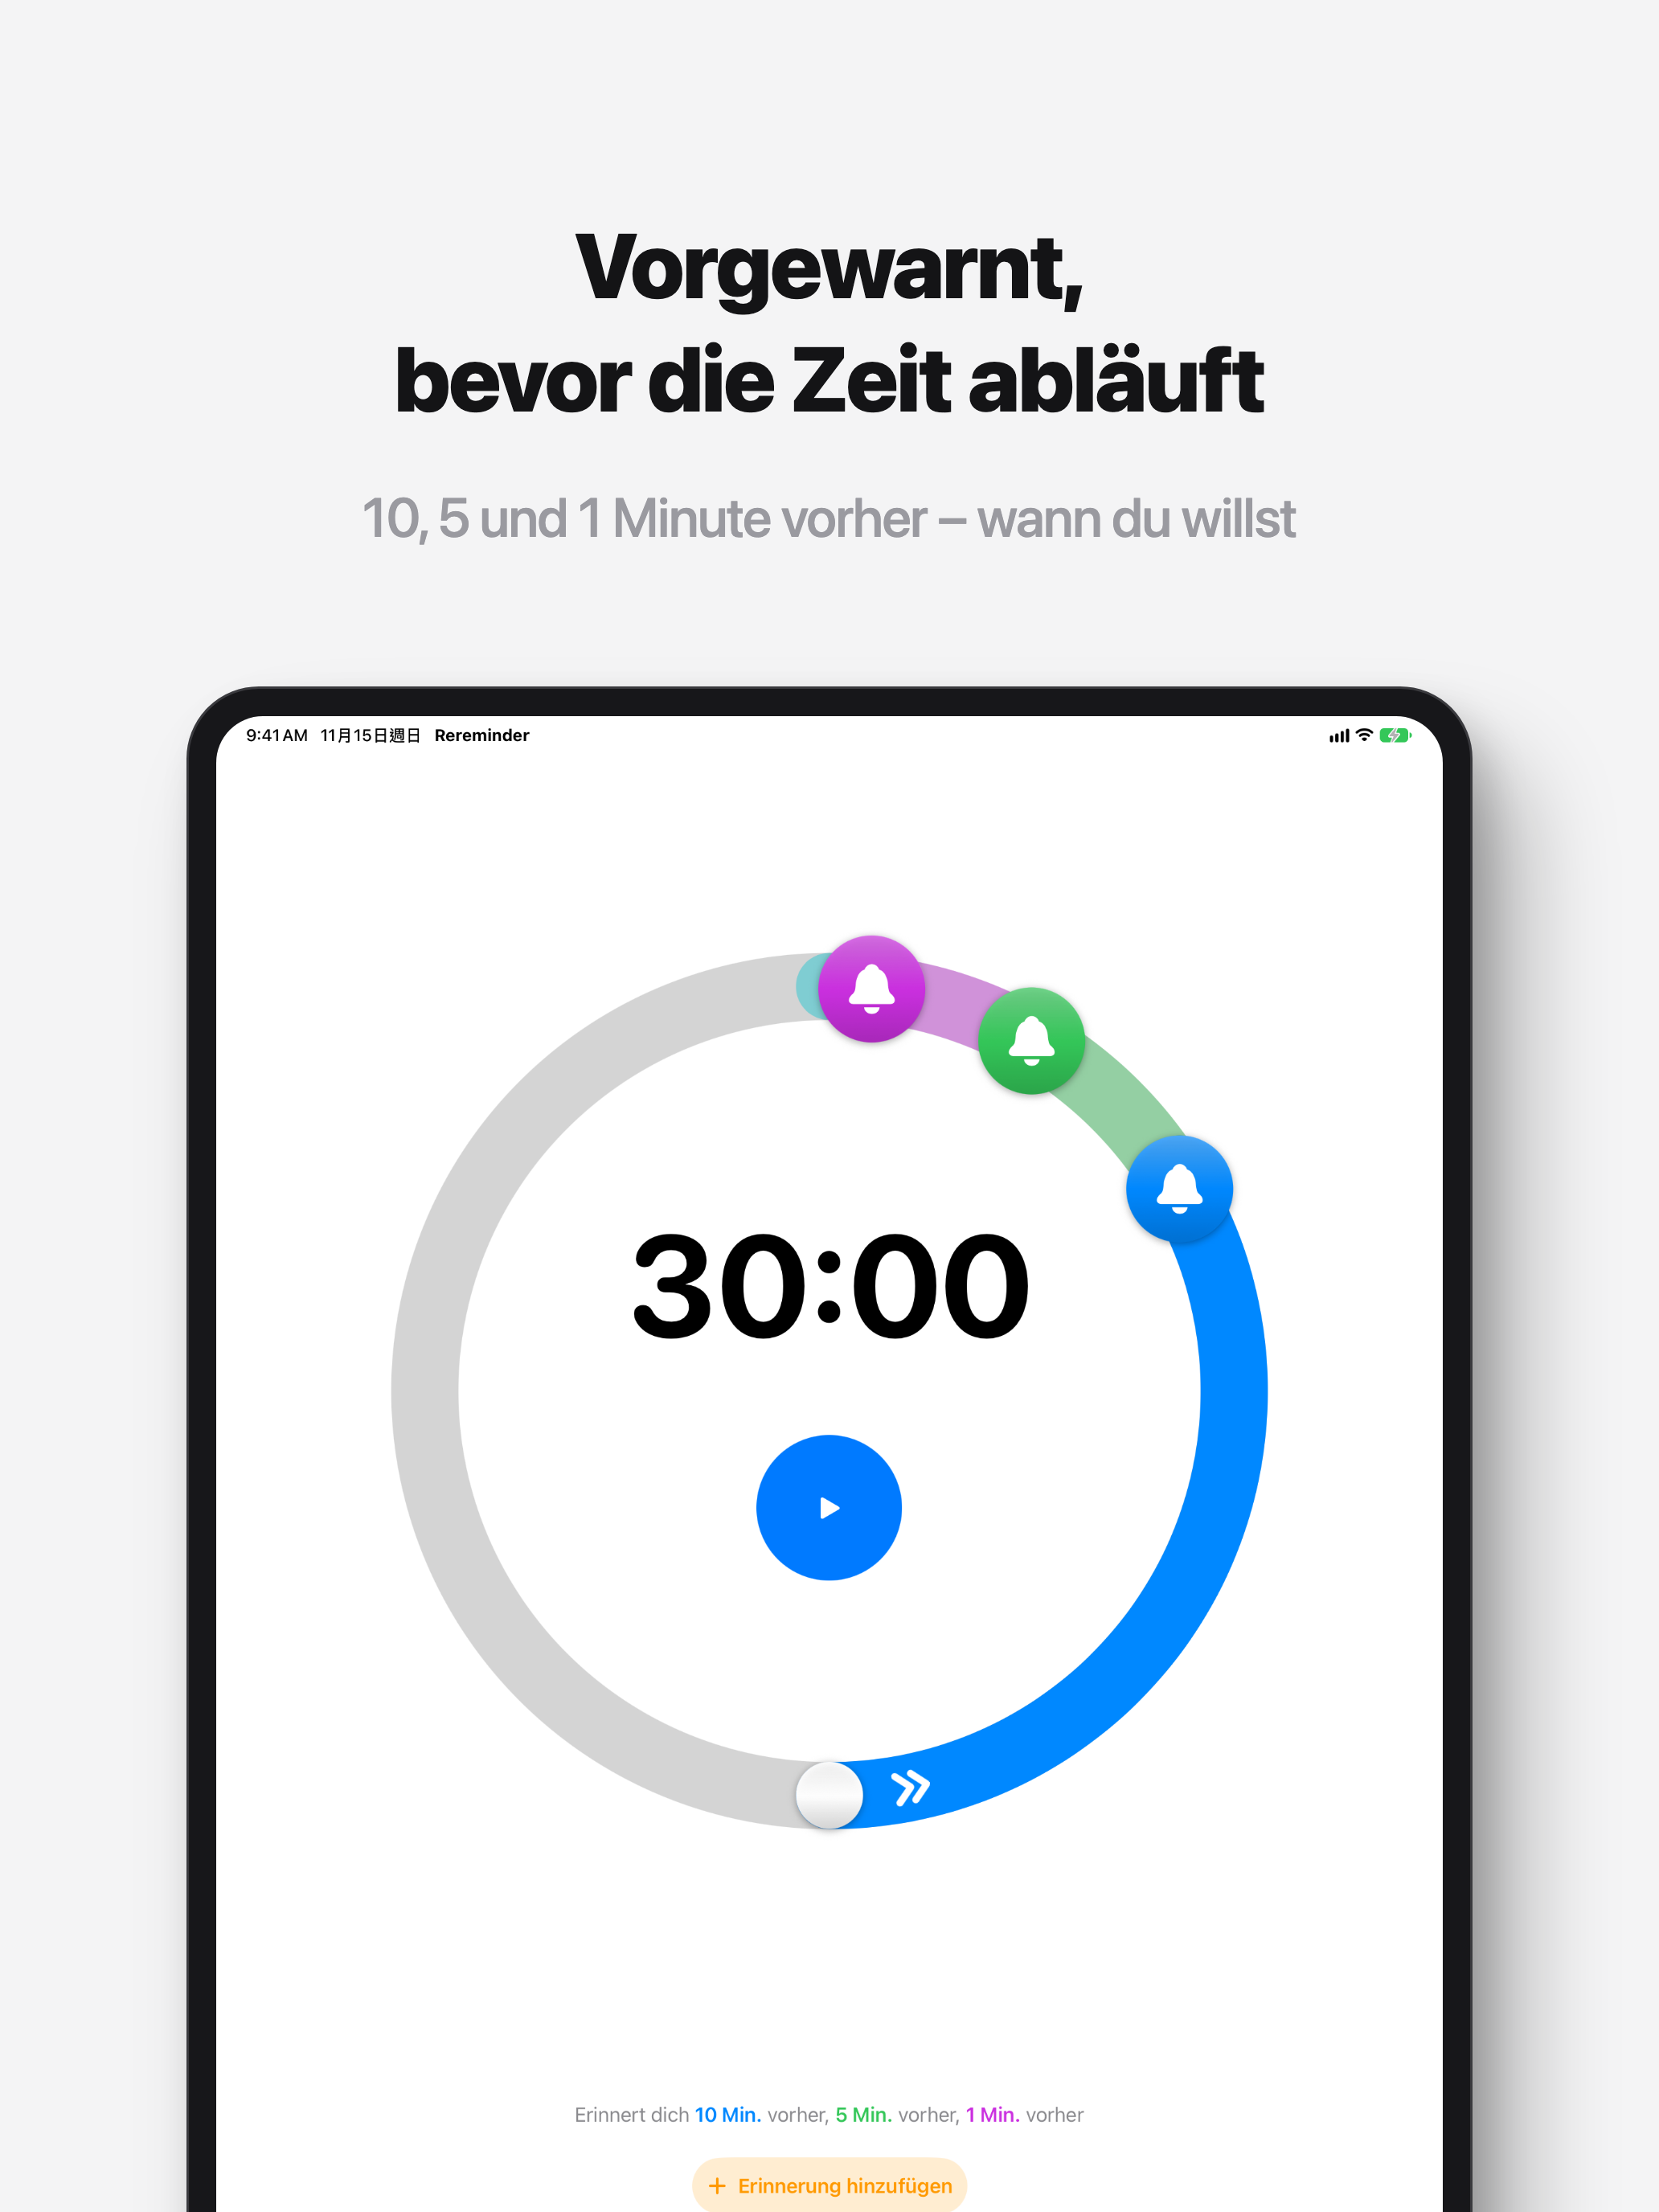 Vorgewarnt,
bevor die Zeit abläuft
10, 5 und 1 Minute vorher – wann du willst
9:41 AM 11月15日週日 Rereminder
30:00
Erinnert dich 10 Min. vorher, 5 Min. vorher, 1 Min. vorher
+ Erinnerung hinzufügen